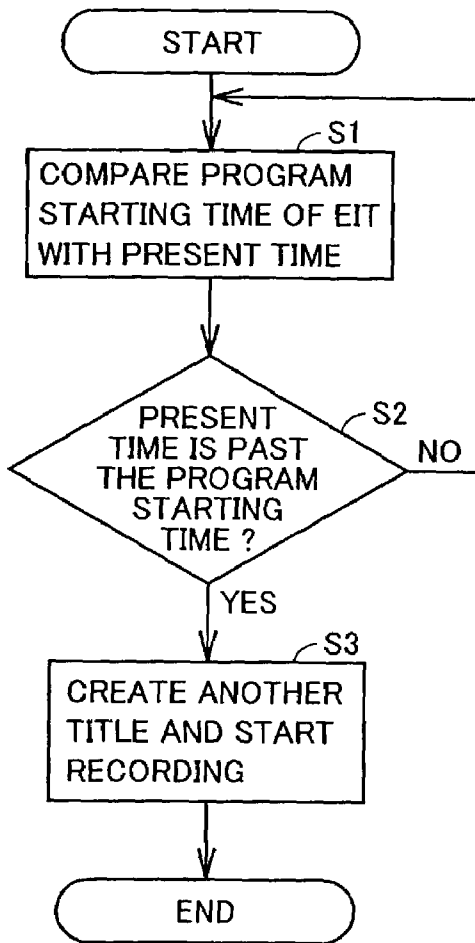 START
S1
COMPARE PROGRAM
STARTING TIME OF EIT
WITH PRESENT TIME
S2
PRESENT
TIME IS PAST
THE PROGRAM
STARTING
TIME ?
NO
YES
S3
CREATE ANOTHER
TITLE AND START
RECORDING
END